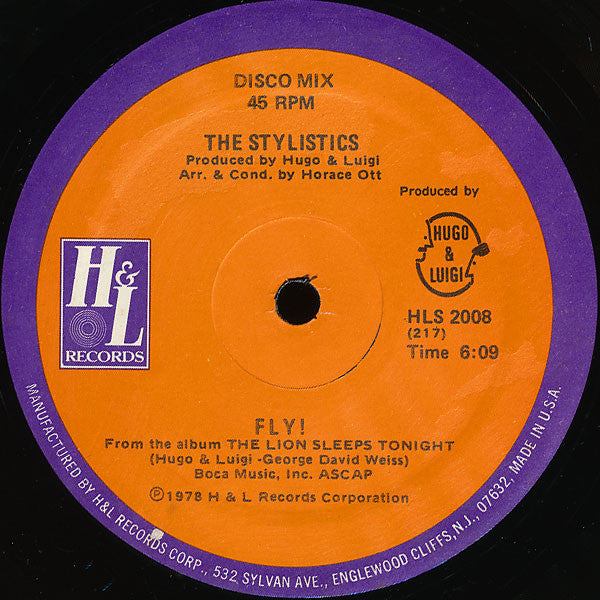 DISCO MIX
45 RPM
THE STYLISTICS
Produced by Hugo & Luigi
Arr. & Cond. by Horace Ott
Produced by
HUGO
&
LUIGI
H&L
RECORDS
HLS 2008
(217)
Time 6:09
FLY!
From the album THE LION SLEEPS TONIGHT
(Hugo & Luigi -George David Weiss)
Boca Music, Inc. ASCAP
℗1978 H & L Records Corporation
MANUFACTURED BY H&L RECORDS CORP., 532 SYLVAN AVE., ENGLEWOOD CLIFFS, N.J., 07632, MADE IN U.S.A.